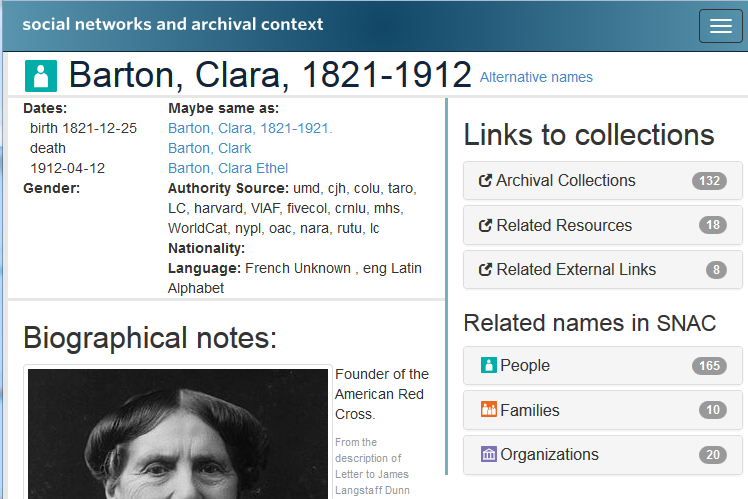 social networks and archival context
Barton, Clara, 1821-1912 Alternative names
Dates:
birth 1821-12-25
death
1912-04-12
Gender:
Maybe same as:
Barton, Clara, 1821-1921.
Barton, Clark
Barton, Clara Ethel
Authority Source: umd, cjh, colu, taro,
LC, harvard, VIAF, fivecol, crnlu, mhs,
WorldCat, nypl, oac, nara, rutu, lc
Nationality:
Language: French Unknown , eng Latin
Alphabet
Biographical notes:
Founder of the
American Red
Cross.
From the
description of
Letter to James
Langstaff Dunn
Links to collections
Archival Collections 132
Related Resources 18
Related External Links 8
Related names in SNAC
People 165
Families 10
Organizations 20